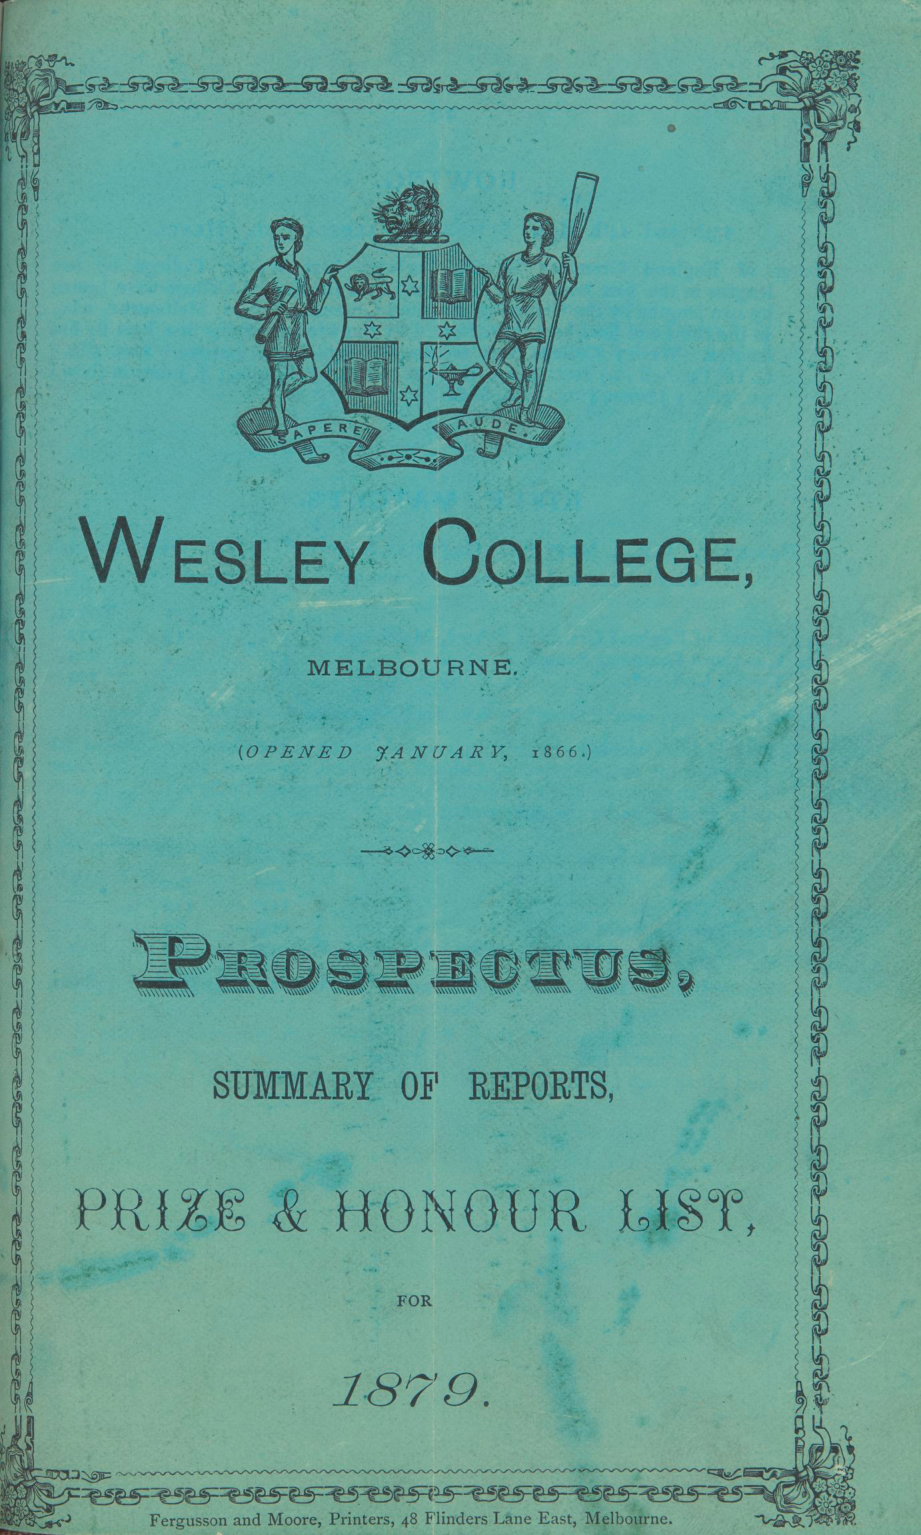 SAPERE AUDE.
WESLEY COLLEGE,
MELBOURNE.
(OPENED JANUARY, 1866.)
PROSPECTUS,
SUMMARY OF REPORTS,
PRIZE & HONOUR LIST,
FOR
1879.
Fergusson and Moore, Printers, 48 Flinders Lane East, Melbourne.